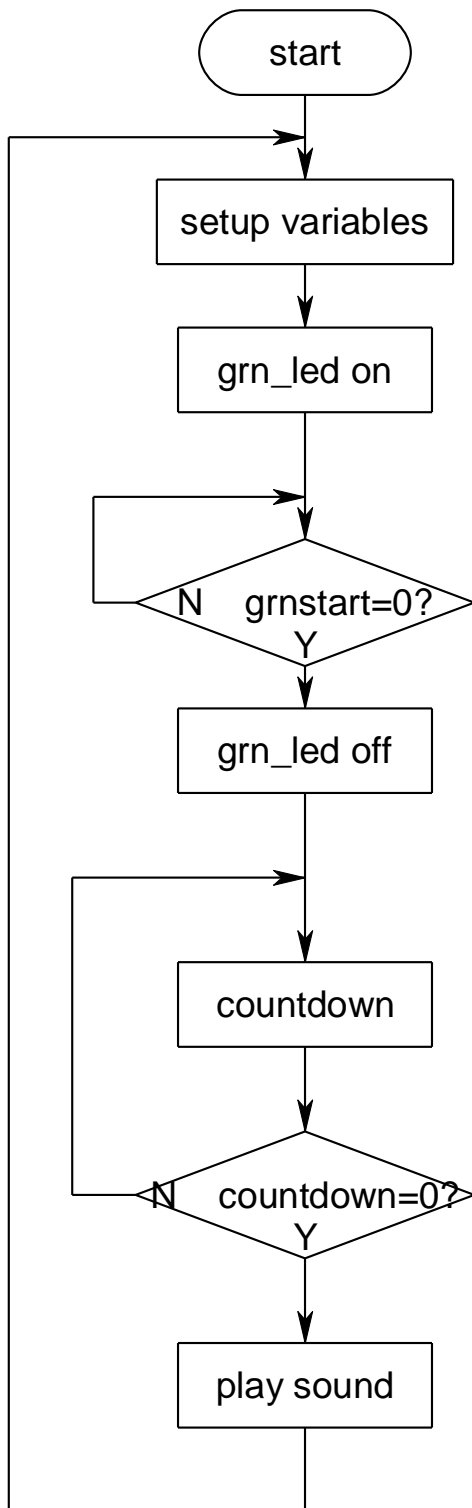 start
setup variables
grn_led on
N grnstart=0?
Y
grn_led off
countdown
N countdown=0?
Y
play sound